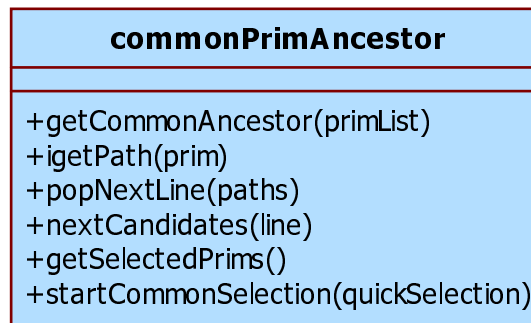 commonPrimAncestor
+getCommonAncestor(primList)
+igetPath(prim)
+popNextLine(paths)
+nextCandidates(line)
+getSelectedPrims()
+startCommonSelection(quickSelection)